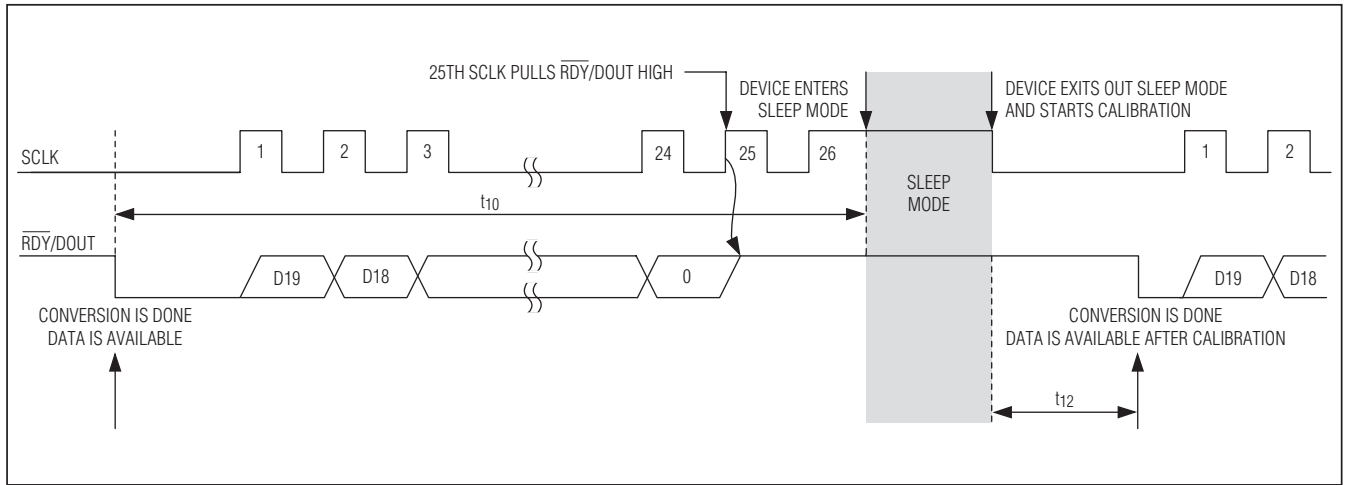 25TH SCLK PULLS R̅D̅Y̅/DOUT HIGH
DEVICE ENTERS
SLEEP MODE
DEVICE EXITS OUT SLEEP MODE
AND STARTS CALIBRATION
SCLK
1
2
3
24
25
26
1
2
SLEEP
MODE
t10
R̅D̅Y̅/DOUT
D19
D18
0
D19
D18
CONVERSION IS DONE
DATA IS AVAILABLE
CONVERSION IS DONE
DATA IS AVAILABLE AFTER CALIBRATION
t12